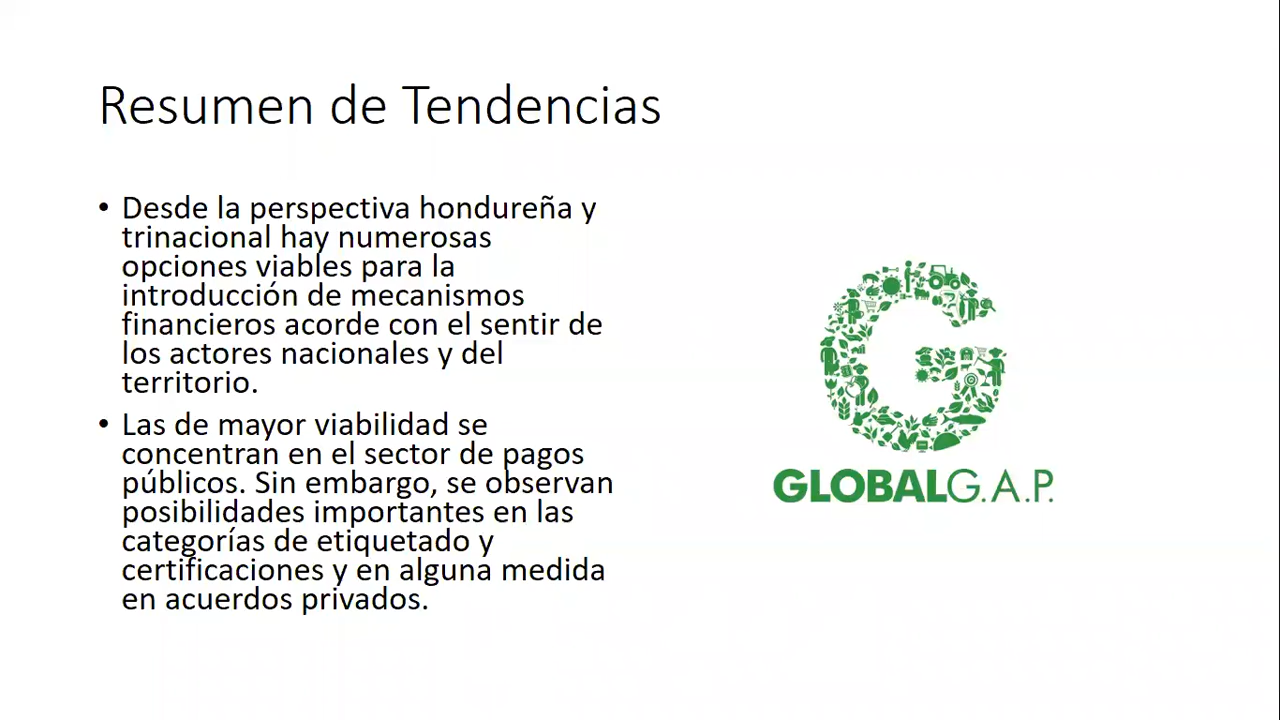 Resumen de Tendencias
• Desde la perspectiva hondureña y
trinacional hay numerosas
opciones viables para la
introducción de mecanismos
financieros acorde con el sentir de
los actores nacionales y del
territorio.
• Las de mayor viabilidad se
concentran en el sector de pagos
públicos. Sin embargo, se observan
posibilidades importantes en las
categorías de etiquetado y
certificaciones y en alguna medida
en acuerdos privados.
GLOBALG.A.P.